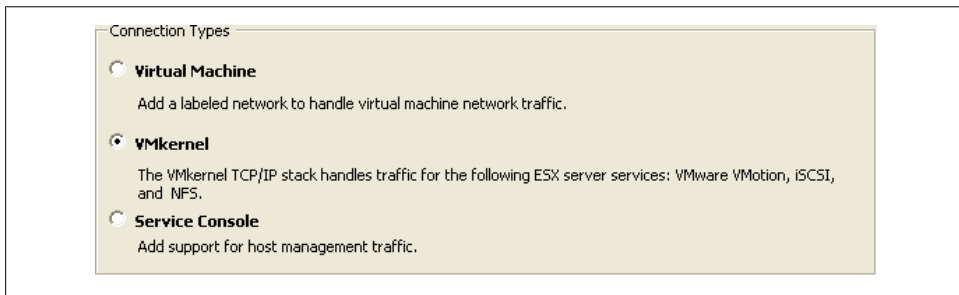 Connection Types
Virtual Machine
Add a labeled network to handle virtual machine network traffic.
VMkernel
The VMkernel TCP/IP stack handles traffic for the following ESX server services: VMware VMotion, iSCSI,
and NFS.
Service Console
Add support for host management traffic.